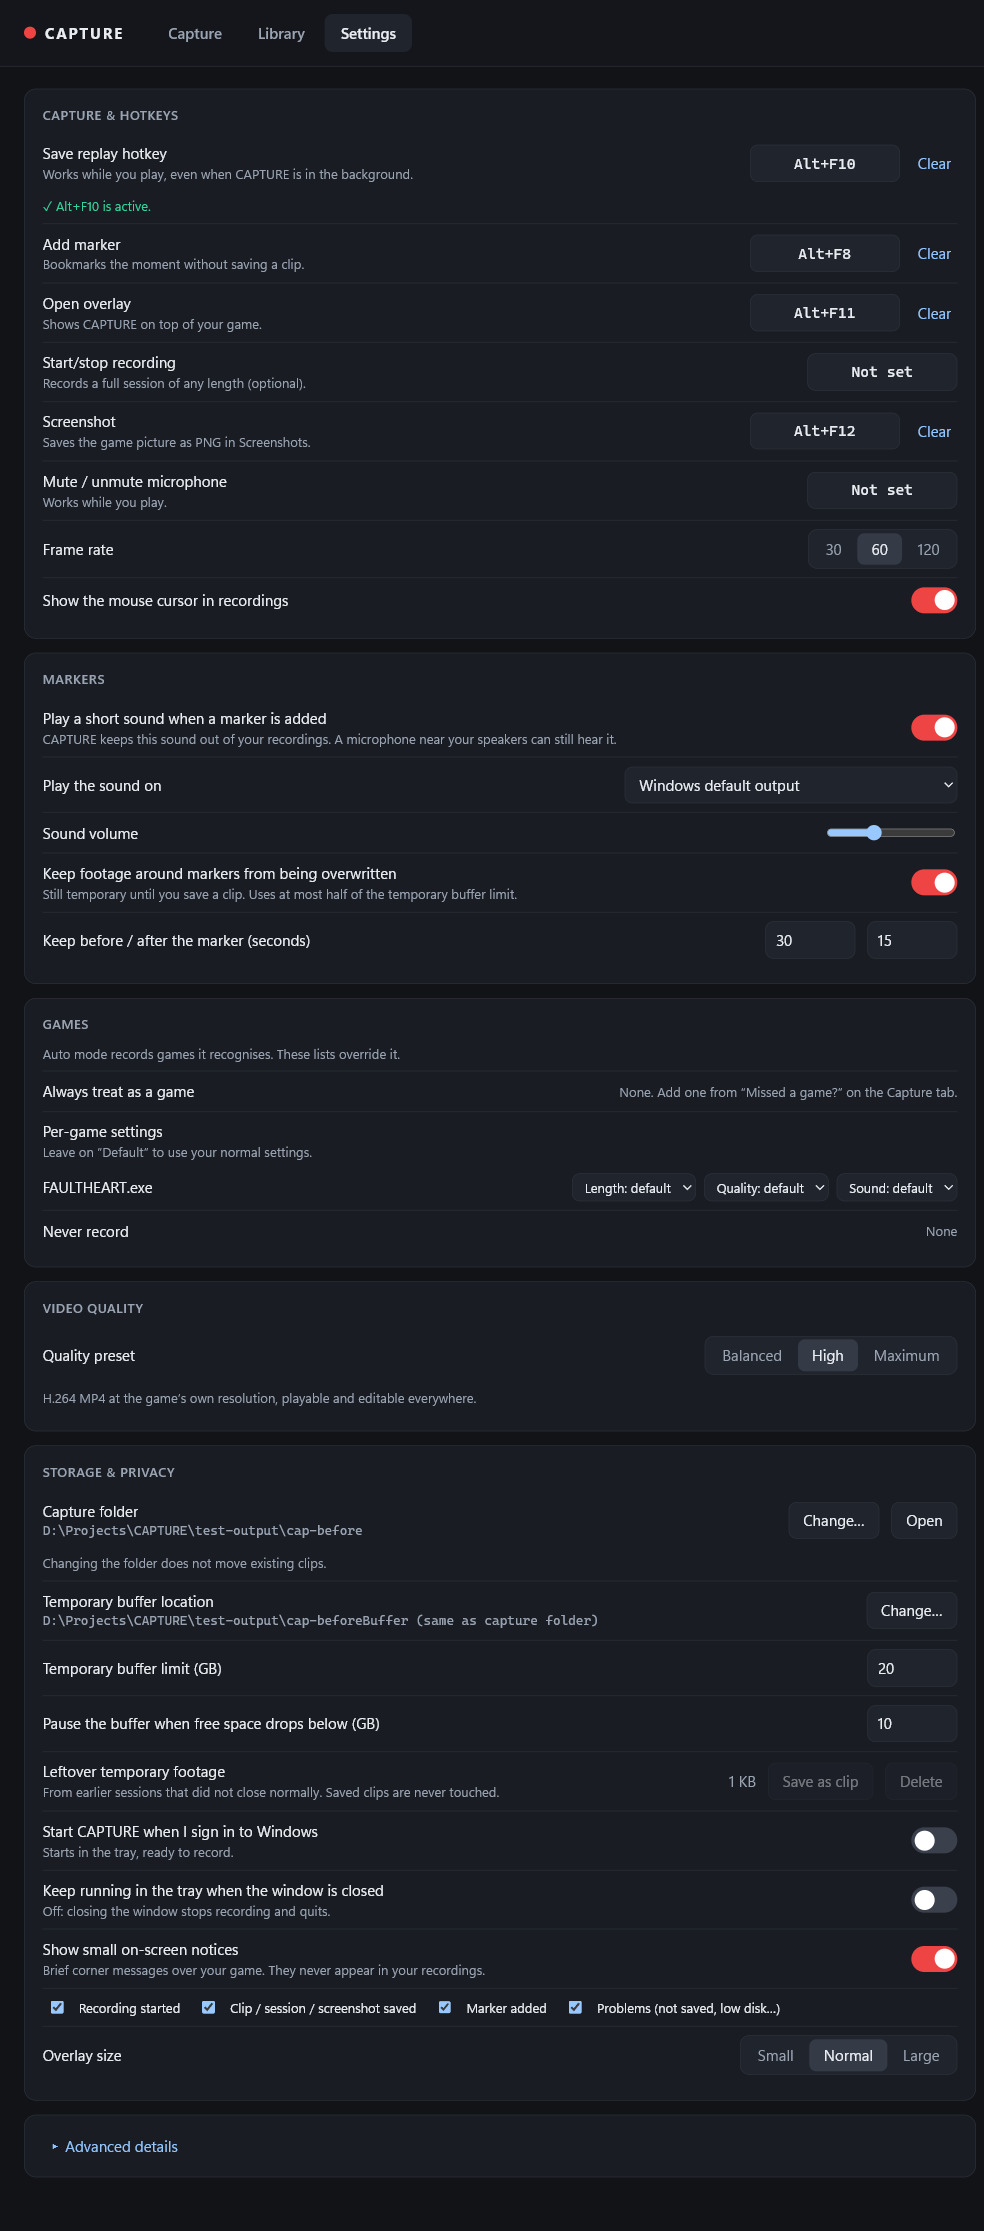 CAPTURE
Capture
Library
Settings
CAPTURE & HOTKEYS
Save replay hotkey
Works while you play, even when CAPTURE is in the background.
Alt+F10
Clear
✓ Alt+F10 is active.
Add marker
Bookmarks the moment without saving a clip.
Alt+F8
Clear
Open overlay
Shows CAPTURE on top of your game.
Alt+F11
Clear
Start/stop recording
Records a full session of any length (optional).
Not set
Screenshot
Saves the game picture as PNG in Screenshots.
Alt+F12
Clear
Mute / unmute microphone
Works while you play.
Not set
Frame rate
30
60
120
Show the mouse cursor in recordings
MARKERS
Play a short sound when a marker is added
CAPTURE keeps this sound out of your recordings. A microphone near your speakers can still hear it.
Play the sound on
Windows default output
Sound volume
Keep footage around markers from being overwritten
Still temporary until you save a clip. Uses at most half of the temporary buffer limit.
Keep before / after the marker (seconds)
30
15
GAMES
Auto mode records games it recognises. These lists override it.
Always treat as a game
None. Add one from “Missed a game?” on the Capture tab.
Per-game settings
Leave on “Default” to use your normal settings.
FAULTHEART.exe
Length: default
Quality: default
Sound: default
Never record
None
VIDEO QUALITY
Quality preset
Balanced
High
Maximum
H.264 MP4 at the game’s own resolution, playable and editable everywhere.
STORAGE & PRIVACY
Capture folder
D:\Projects\CAPTURE\test-output\cap-before
Change...
Open
Changing the folder does not move existing clips.
Temporary buffer location
D:\Projects\CAPTURE\test-output\cap-beforeBuffer (same as capture folder)
Change...
Temporary buffer limit (GB)
20
Pause the buffer when free space drops below (GB)
10
Leftover temporary footage
From earlier sessions that did not close normally. Saved clips are never touched.
1 KB
Save as clip
Delete
Start CAPTURE when I sign in to Windows
Starts in the tray, ready to record.
Keep running in the tray when the window is closed
Off: closing the window stops recording and quits.
Show small on-screen notices
Brief corner messages over your game. They never appear in your recordings.
Recording started
Clip / session / screenshot saved
Marker added
Problems (not saved, low disk...)
Overlay size
Small
Normal
Large
Advanced details